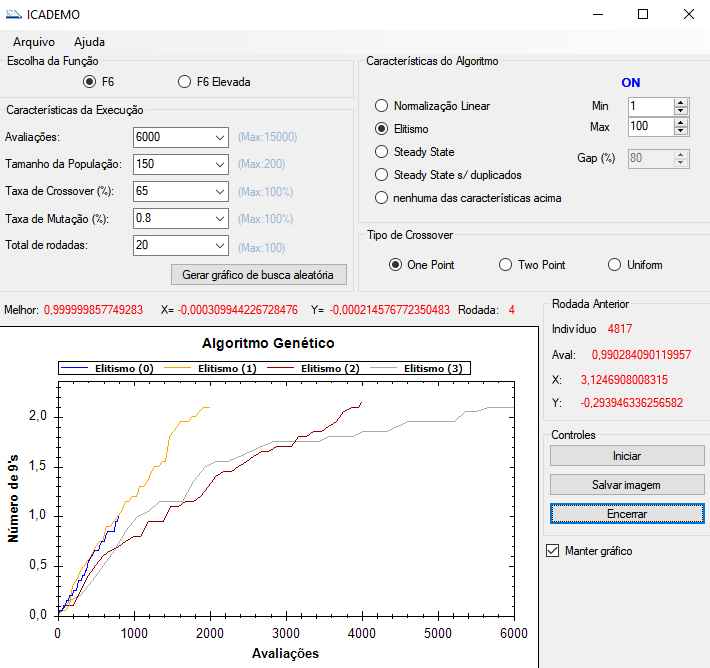 ICADEMO
Arquivo Ajuda
Escolha da Função
F6 F6 Elevada
Características da Execução
Avaliações: 6000 (Max:15000)
Tamanho da População: 150 (Max:200)
Taxa de Crossover (%): 65 (Max:100%)
Taxa de Mutação (%): 0.8 (Max:100%)
Total de rodadas: 20 (Max:100)
Gerar gráfico de busca aleatória
Características do Algoritmo
ON
Normalização Linear
Elitismo
Steady State
Steady State s/ duplicados
nenhuma das características acima
Min 1
Max 100
Gap (%) 80
Tipo de Crossover
One Point Two Point Uniform
Melhor: 0,999999857749283 X= -0,000309944226728476 Y= -0,000214576772350483 Rodada: 4
Algoritmo Genético
Elitismo (0) Elitismo (1) Elitismo (2) Elitismo (3)
Número de 9's
2,0
1,5
1,0
0,5
0,0
0 1000 2000 3000 4000 5000 6000
Avaliações
Rodada Anterior
Indivíduo 4817
Aval: 0,990284090119957
X: 3,1246908008315
Y: -0,293946336256582
Controles
Iniciar
Salvar imagem
Encerrar
Manter gráfico